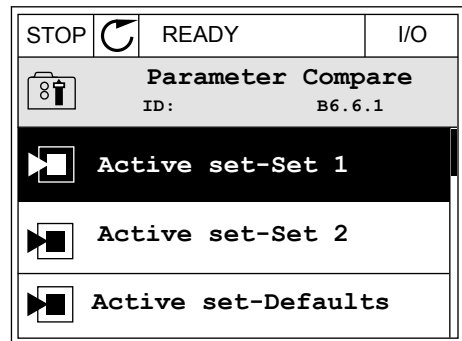 STOP READY I/O
Parameter Compare
ID: B6.6.1
Active set-Set 1
Active set-Set 2
Active set-Defaults